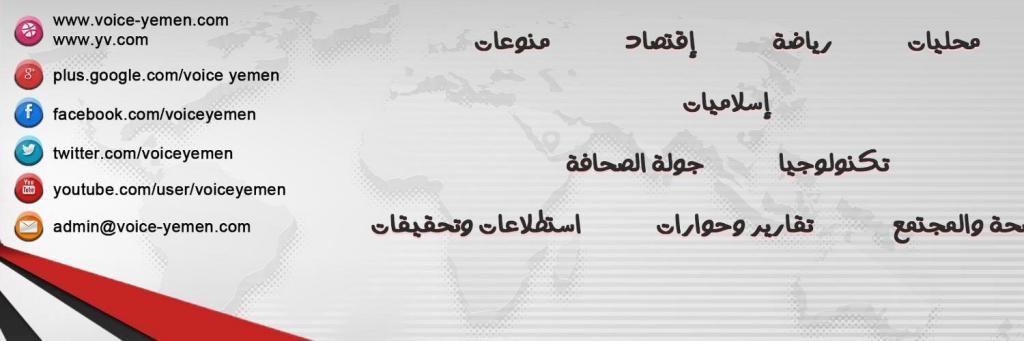 www.voice-yemen.com
www.yv.com
plus.google.com/voice yemen
facebook.com/voiceyemen
twitter.com/voiceyemen
youtube.com/user/voiceyemen
admin@voice-yemen.com
محليات رياضة إقتصاد منوعات
إسلاميات
تكنولوجيا جولة الصحافة
والمجتمع تقارير وحوارات استطلاعات وتحقيقات